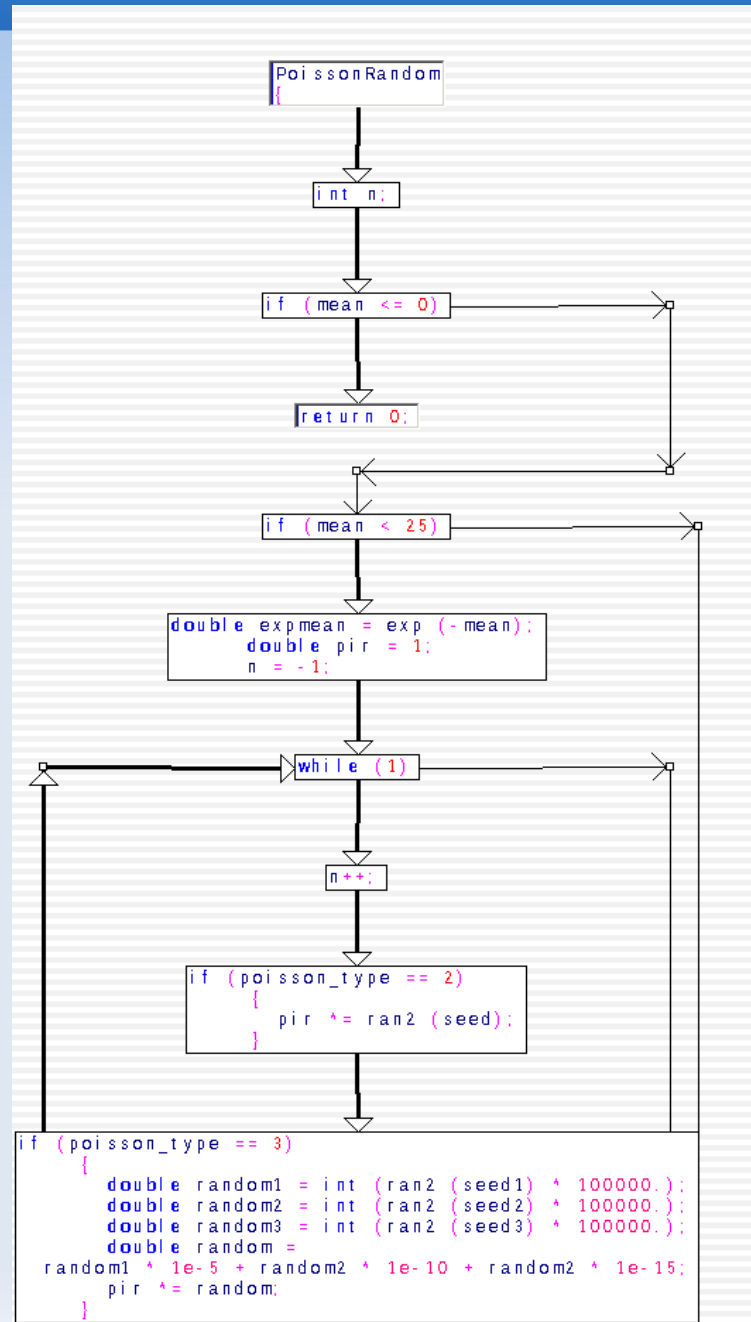 PoissonRandom
{
int n;
if (mean <= 0)
return 0;
if (mean < 25)
double expmean = exp (-mean);
double pir = 1;
n = -1;
while (1)
n++;
if (poisson_type == 2)
{
pir *= ran2 (seed);
}
if (poisson_type == 3)
{
double random1 = int (ran2 (seed1) * 100000.);
double random2 = int (ran2 (seed2) * 100000.);
double random3 = int (ran2 (seed3) * 100000.);
double random =
random1 * 1e-5 + random2 * 1e-10 + random2 * 1e-15;
pir *= random;
}